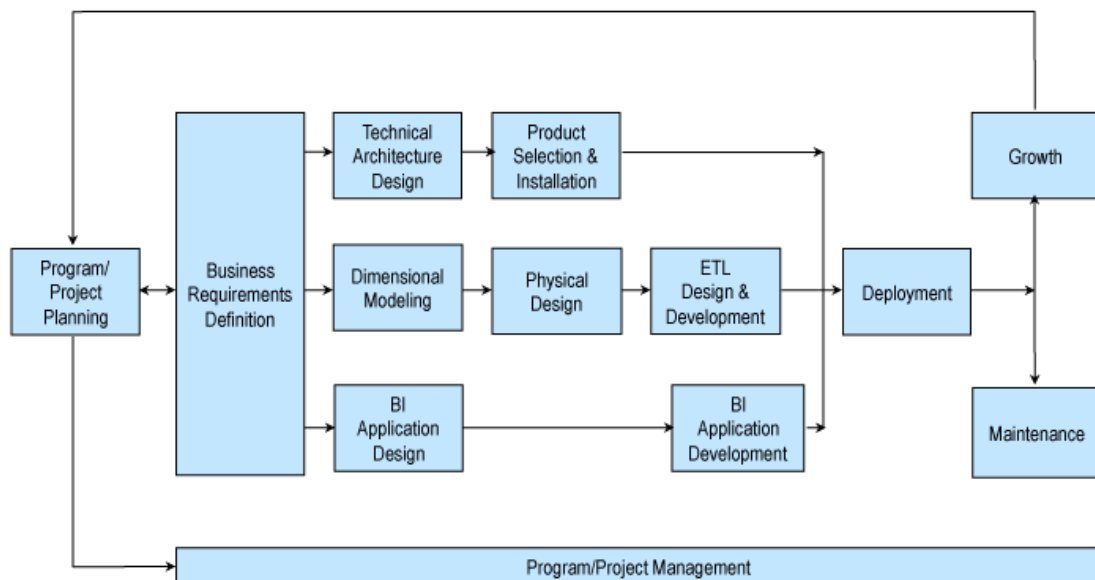 Technical
Architecture
Design
Product
Selection &
Installation
Growth
Program/
Project
Planning
Business
Requirements
Definition
Dimensional
Modeling
Physical
Design
ETL
Design &
Development
Deployment
BI
Application
Design
BI
Application
Development
Maintenance
Program/Project Management